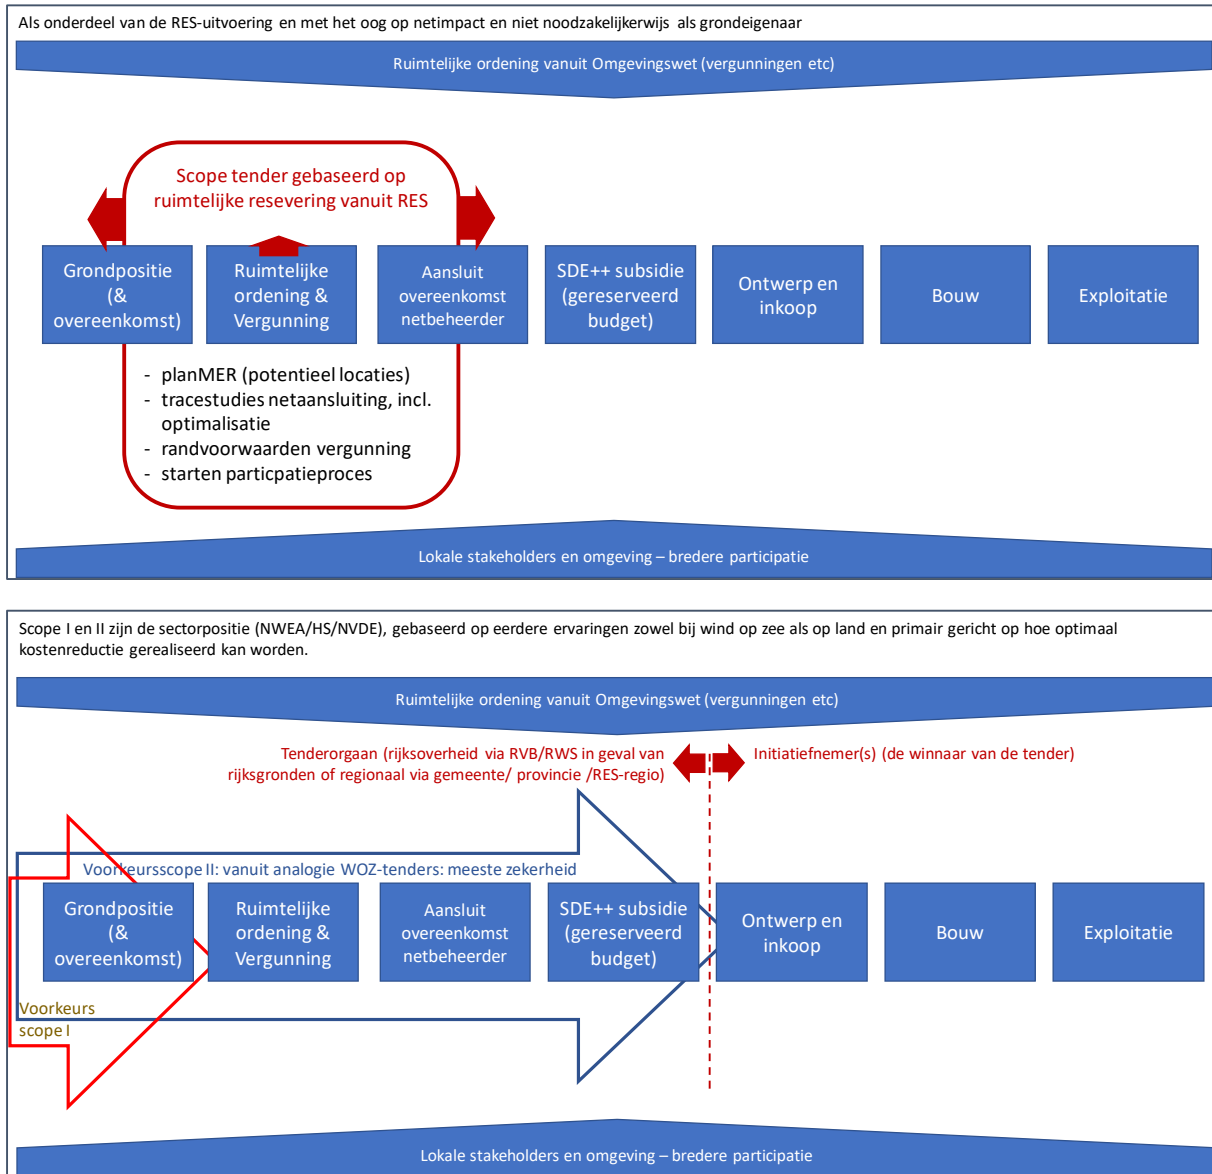 Als onderdeel van de RES-uitvoering en met het oog op netimpact en niet noodzakelijkerwijs als grondeigenaar
Ruimtelijke ordening vanuit Omgevingswet (vergunningen etc)
Scope tender gebaseerd op
ruimtelijke resevering vanuit RES
Grondpositie
(&
overeenkomst)
Ruimtelijke
ordening &
Vergunning
Aansluit
overeenkomst
netbeheerder
SDE++ subsidie
(gereserveerd
budget)
Ontwerp en
inkoop
Bouw
Exploitatie
- planMER (potentieel locaties)
- tracestudies netaansluiting, incl.
optimalisatie
- randvoorwaarden vergunning
- starten particpatieproces
Lokale stakeholders en omgeving – bredere participatie
Scope I en II zijn de sectorpositie (NWEA/HS/NVDE), gebaseerd op eerdere ervaringen zowel bij wind op zee als op land en primair gericht op hoe optimaal
kostenreductie gerealiseerd kan worden.
Ruimtelijke ordening vanuit Omgevingswet (vergunningen etc)
Tenderorgaan (rijksoverheid via RVB/RWS in geval van
rijksgronden of regionaal via gemeente/ provincie /RES-regio)
Initiatiefnemer(s) (de winnaar van de tender)
Voorkeursscope II: vanuit analogie WOZ-tenders: meeste zekerheid
Grondpositie
(&
overeenkomst)
Ruimtelijke
ordening &
Vergunning
Aansluit
overeenkomst
netbeheerder
SDE++ subsidie
(gereserveerd
budget)
Ontwerp en
inkoop
Bouw
Exploitatie
Voorkeurs
scope I
Lokale stakeholders en omgeving – bredere participatie